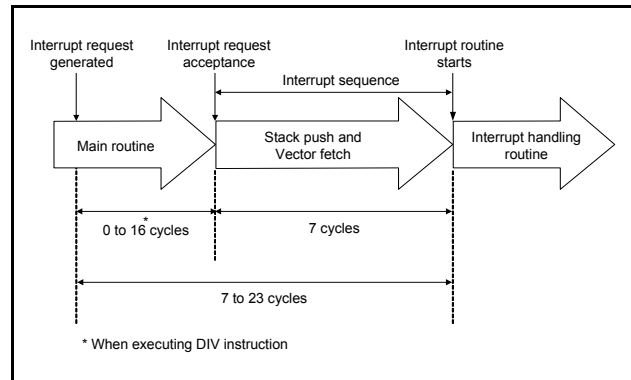 Interrupt request
generated
Interrupt request
acceptance
Interrupt routine
starts
Interrupt sequence
Main routine
Stack push and
Vector fetch
Interrupt handling
routine
0 to 16 cycles
*
7 cycles
7 to 23 cycles
* When executing DIV instruction